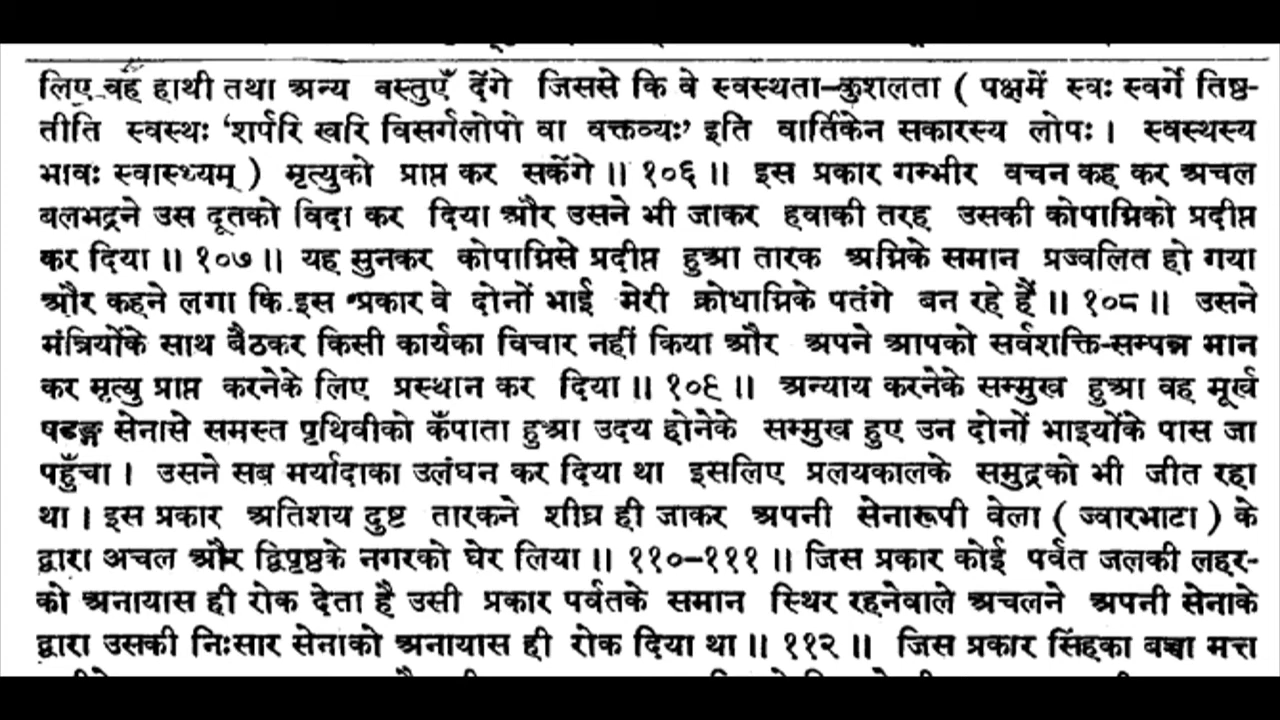 लिए वह हाथी तथा अन्य वस्तुएँ देंगे जिससे कि वे स्वस्थता-कुशलता ( पक्षमें स्वः स्वर्गे तिष्ठ-
तीति स्वस्थः ‘शर्परि खरि विसर्गलोपो वा वक्तव्यः’ इति वार्तिकेन सकारस्य लोपः । स्वस्थस्य
भावः स्वास्थ्यम् ) मृत्युको प्राप्त कर सकेंगे ॥ १०६ ॥ इस प्रकार गम्भीर वचन कह कर अचल
बलभद्रने उस दूतको विदा कर दिया और उसने भी जाकर हवाकी तरह उसकी कोपाग्निको प्रदीप्त
कर दिया ॥ १०७ ॥ यह सुनकर कोपाग्निसे प्रदीप्त हुआ तारक अग्निके समान प्रज्वलित हो गया
और कहने लगा कि इस प्रकार वे दोनों भाई मेरी क्रोधाग्निके पतंगे बन रहे हैं ॥ १०८ ॥ उसने
मंत्रियोंके साथ बैठकर किसी कार्यका विचार नहीं किया और अपने आपको सर्वशक्ति-सम्पन्न मान
कर मृत्यु प्राप्त करनेके लिए प्रस्थान कर दिया ॥ १०९ ॥ अन्याय करनेके सम्मुख हुआ वह मूर्ख
षडङ्ग सेनासे समस्त पृथिवीको कँपाता हुआ उदय होनेके सम्मुख हुए उन दोनों भाइयोंके पास जा
पहुँचा । उसने सब मर्यादाका उलंघन कर दिया था इसलिए प्रलयकालके समुद्रको भी जीत रहा
था । इस प्रकार अतिशय दुष्ट तारकने शीघ्र ही जाकर अपनी सेनारूपी वेला ( ज्वारभाटा ) के
द्वारा अचल और द्विपृष्ठके नगरको घेर लिया ॥ ११०-१११ ॥ जिस प्रकार कोई पर्वत जलकी लहर-
को अनायास ही रोक देता है उसी प्रकार पर्वतके समान स्थिर रहनेवाले अचलने अपनी सेनाके
द्वारा उसकी निःसार सेनाको अनायास ही रोक दिया था ॥ ११२ ॥ जिस प्रकार सिंहका बच्चा मत्त